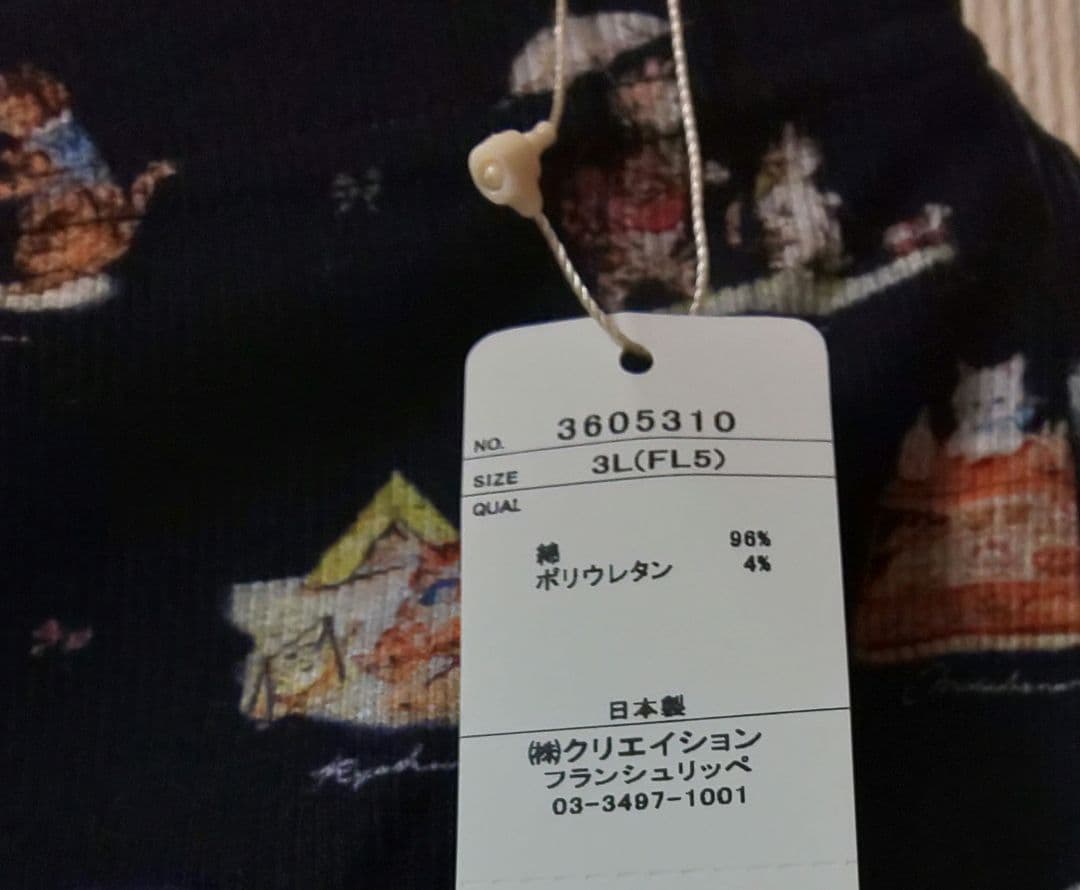 NO. 3605310
SIZE 3L(FL5)
QUAL
綿 96%
ポリウレタン 4%
日本製
㈱クリエイション
フランシュリッペ
03-3497-1001